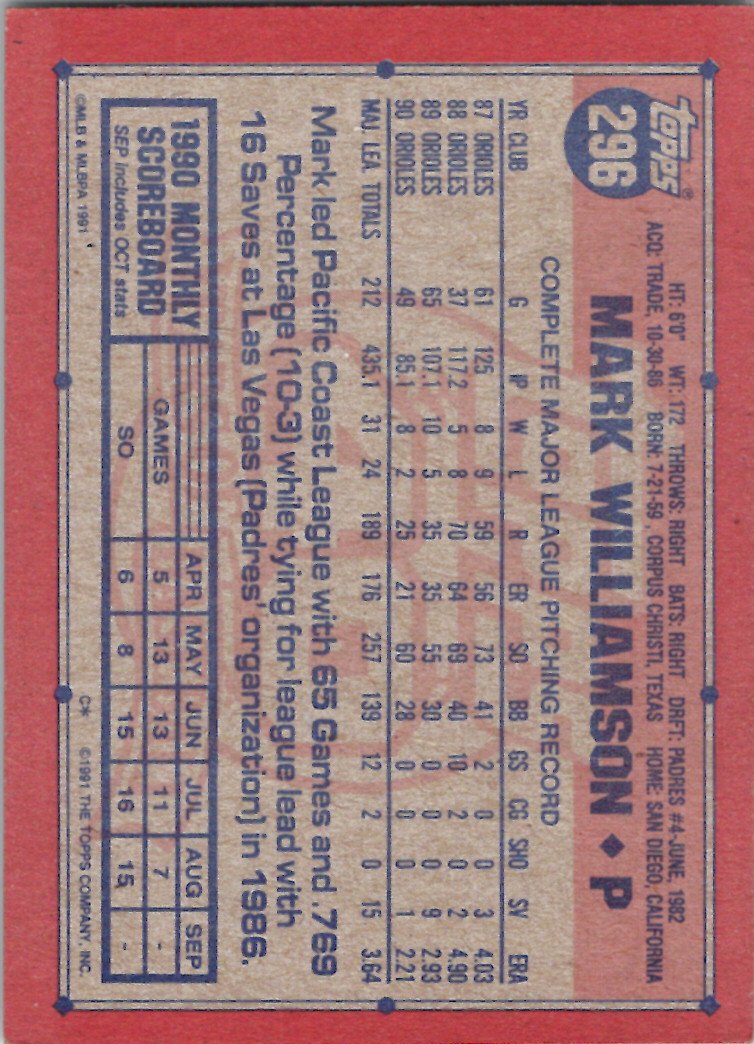 Topps®
296
HT: 6'0" WT: 172 THROWS: RIGHT BATS: RIGHT DRFT: PADRES #4-JUNE, 1982
ACQ: TRADE, 10-30-86 BORN: 7-21-59, CORPUS CHRISTI, TEXAS HOME: SAN DIEGO, CALIFORNIA
MARK WILLIAMSON ♦ P
COMPLETE MAJOR LEAGUE PITCHING RECORD
YR CLUB G IP W L R ER SO BB GS CG SHO SV ERA
87 ORIOLES 61 125 8 9 59 56 73 41 2 0 0 3 4.03
88 ORIOLES 37 117.2 5 8 70 64 69 40 10 2 0 2 4.90
89 ORIOLES 65 107.1 10 5 35 35 55 30 0 0 0 9 2.93
90 ORIOLES 49 85.1 8 2 25 21 60 28 0 0 0 1 2.21
MAJ. LEA. TOTALS 212 435.1 31 24 189 176 257 139 12 2 0 15 3.64
Mark led Pacific Coast League with 65 Games and .769
Percentage (10-3) while tying for league lead with
16 Saves at Las Vegas (Padres' organization) in 1986.
1990 MONTHLY
SCOREBOARD
SEP includes OCT stats
APR MAY JUN JUL AUG SEP
GAMES 5 13 13 11 7 -
SO 6 8 15 16 15 -
©MLB & MLBPA 1991
C* ©1991 THE TOPPS COMPANY, INC.